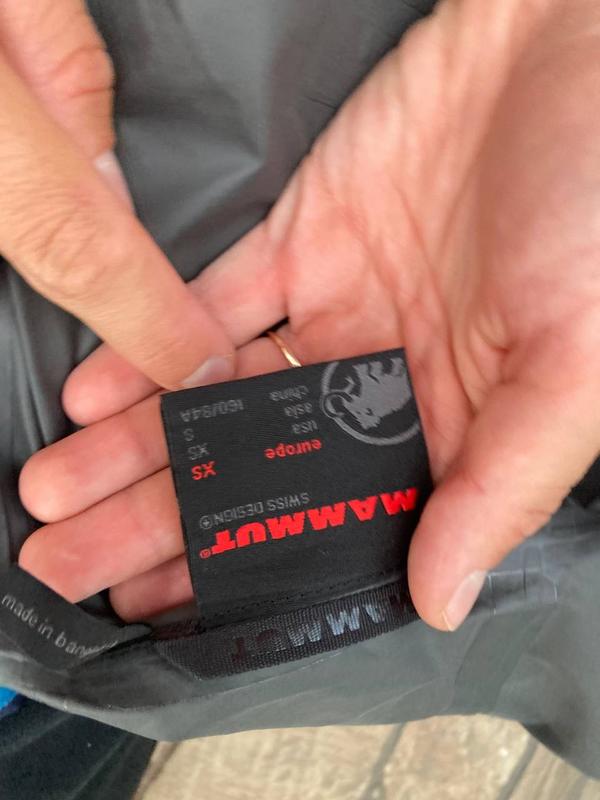 MAMMUT®
SWISS DESIGN
europe XS
usa XS
asia S
china 160/84A
MAMMUT
made in